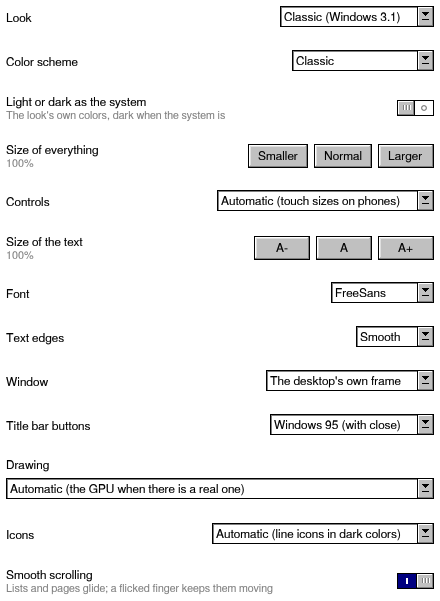 Look
Classic (Windows 3.1)
Color scheme
Classic
Light or dark as the system
The look's own colors, dark when the system is
Size of everything
100%
Smaller
Normal
Larger
Controls
Automatic (touch sizes on phones)
Size of the text
100%
A-
A
A+
Font
FreeSans
Text edges
Smooth
Window
The desktop's own frame
Title bar buttons
Windows 95 (with close)
Drawing
Automatic (the GPU when there is a real one)
Icons
Automatic (line icons in dark colors)
Smooth scrolling
Lists and pages glide; a flicked finger keeps them moving